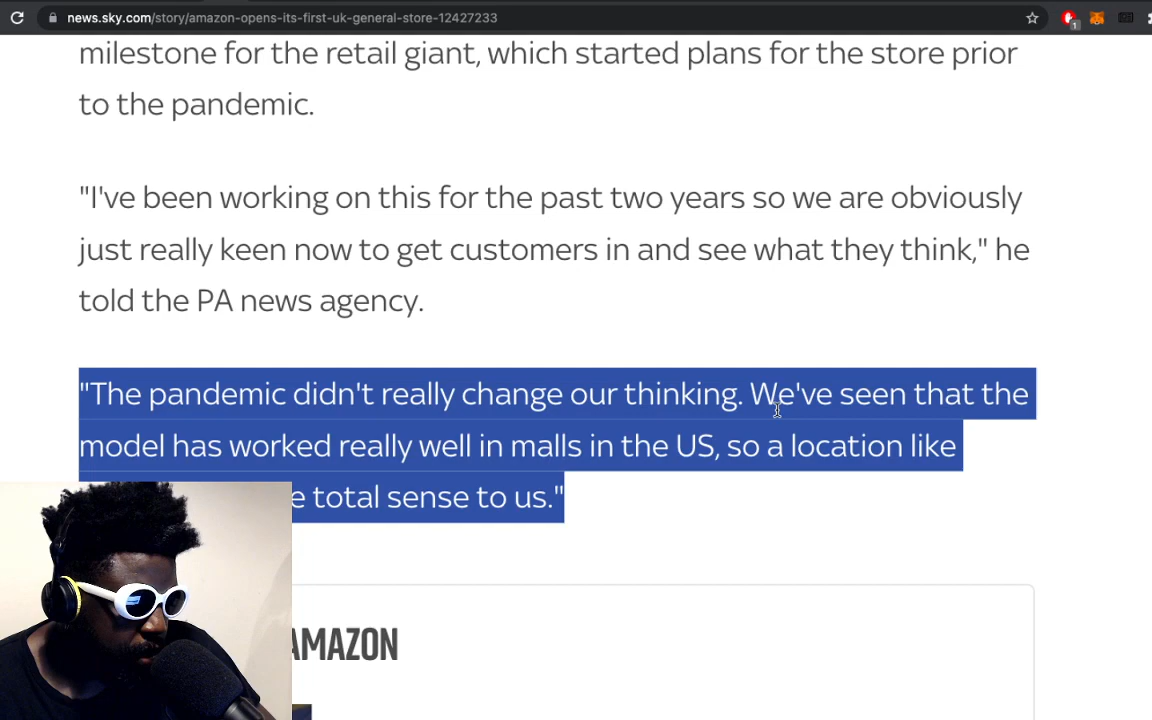 news.sky.com/story/amazon-opens-its-first-uk-general-store-12427233
milestone for the retail giant, which started plans for the store prior
to the pandemic.
"I've been working on this for the past two years so we are obviously
just really keen now to get customers in and see what they think," he
told the PA news agency.
"The pandemic didn't really change our thinking. We've seen that the
model has worked really well in malls in the US, so a location like
total sense to us."
AMAZON
1